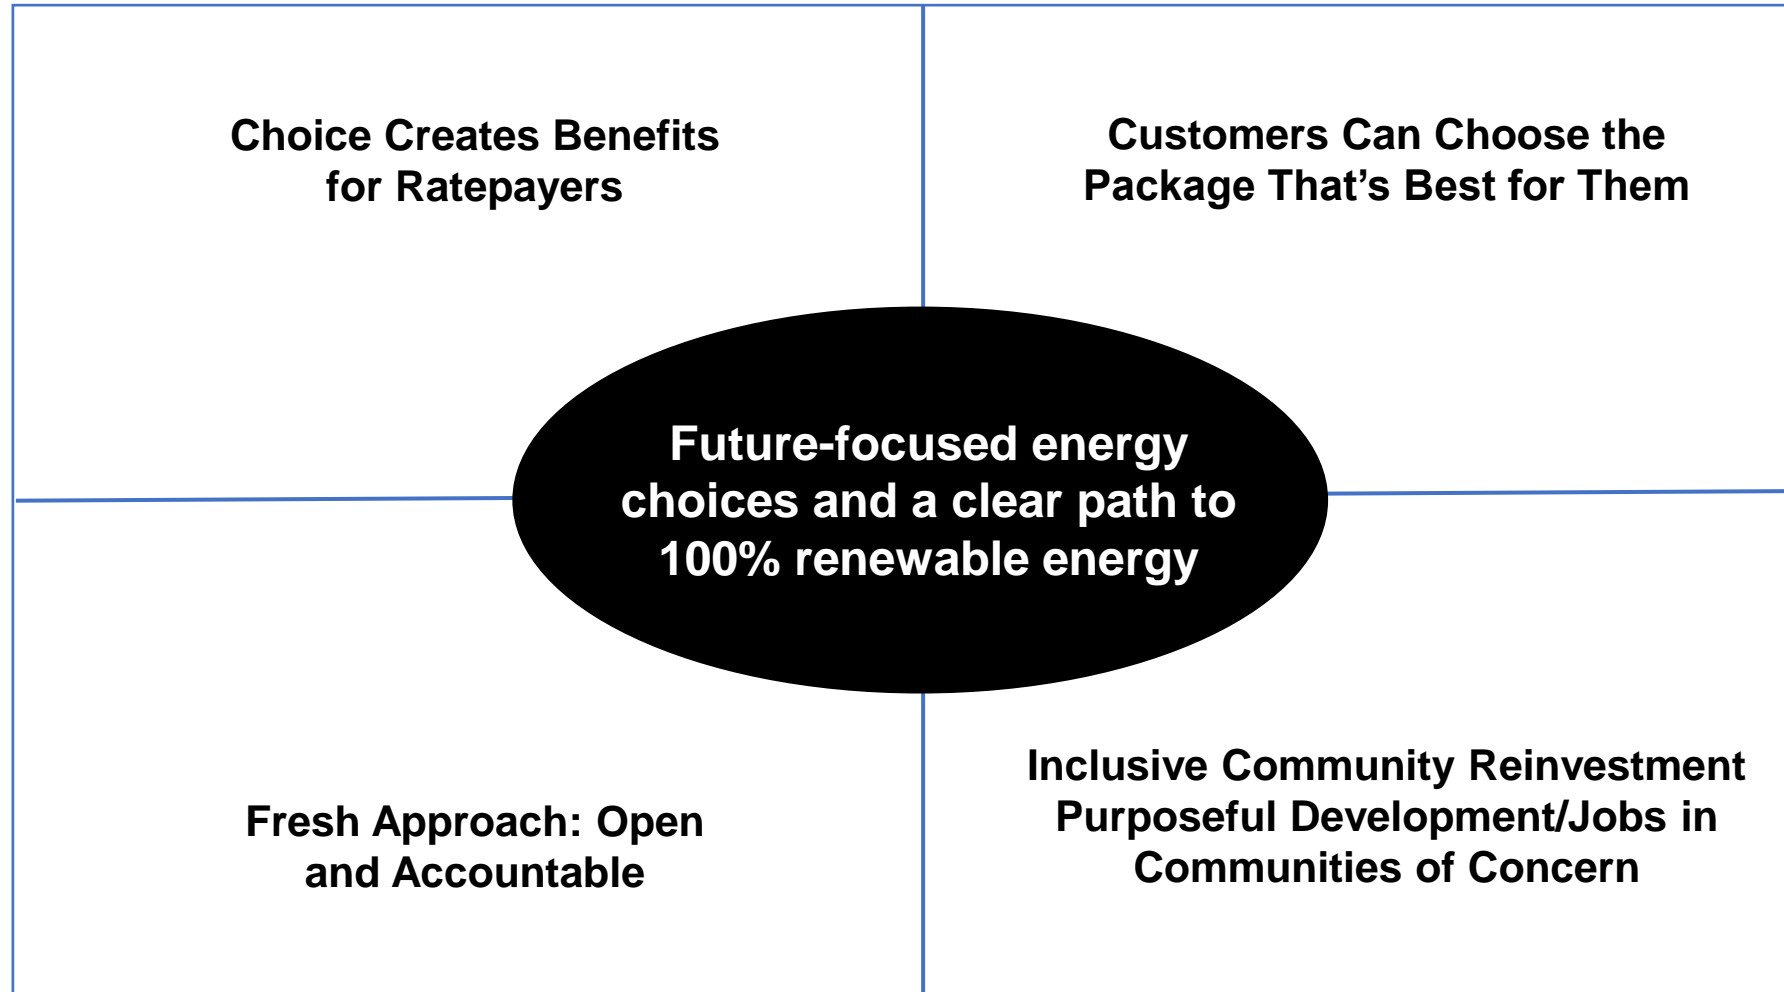 Choice Creates Benefits
for Ratepayers
Customers Can Choose the
Package That’s Best for Them
Future-focused energy
choices and a clear path to
100% renewable energy
Fresh Approach: Open
and Accountable
Inclusive Community Reinvestment
Purposeful Development/Jobs in
Communities of Concern